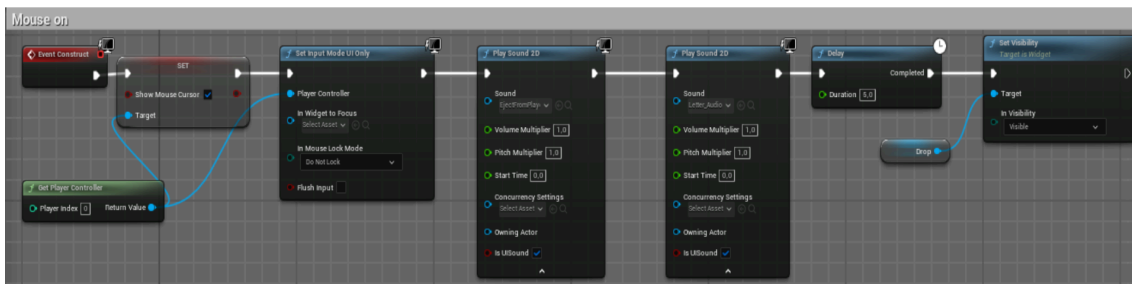 Mouse on
Event Construct
SET
Show Mouse Cursor
Target
Get Player Controller
Player Index 0
Return Value
Set Input Mode UI Only
Player Controller
In Widget to Focus
Select Asset
In Mouse Lock Mode
Do Not Lock
Flush Input
Play Sound 2D
Sound
EjectFromPlay
Volume Multiplier 1,0
Pitch Multiplier 1,0
Start Time 0,0
Concurrency Settings
Select Asset
Owning Actor
Is UISound
Play Sound 2D
Sound
Letter_Audio
Volume Multiplier 1,0
Pitch Multiplier 1,0
Start Time 0,0
Concurrency Settings
Select Asset
Owning Actor
Is UISound
Delay
Completed
Duration 5,0
Drop
Set Visibility
Target is Widget
Target
In Visibility
Visible